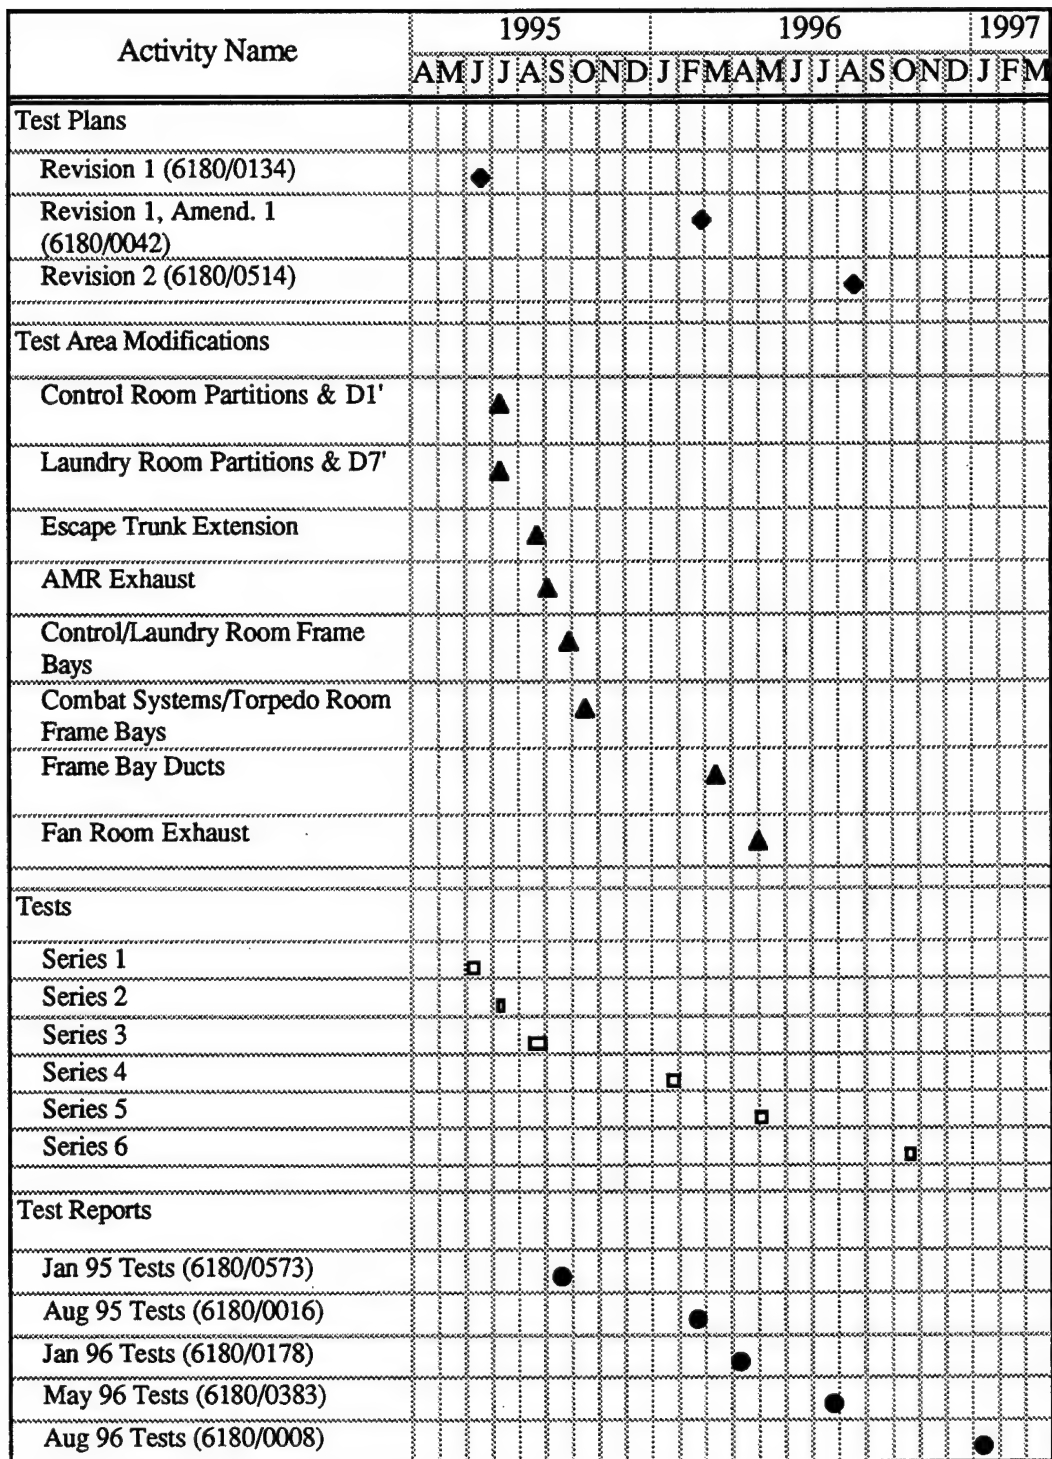 Activity Name
1995 1996 1997
A M J J A S O N D J F M A M J J A S O N D J F M
Test Plans
Revision 1 (6180/0134)
Revision 1, Amend. 1
(6180/0042)
Revision 2 (6180/0514)
Test Area Modifications
Control Room Partitions & D1'
Laundry Room Partitions & D7'
Escape Trunk Extension
AMR Exhaust
Control/Laundry Room Frame
Bays
Combat Systems/Torpedo Room
Frame Bays
Frame Bay Ducts
Fan Room Exhaust
Tests
Series 1
Series 2
Series 3
Series 4
Series 5
Series 6
Test Reports
Jan 95 Tests (6180/0573)
Aug 95 Tests (6180/0016)
Jan 96 Tests (6180/0178)
May 96 Tests (6180/0383)
Aug 96 Tests (6180/0008)